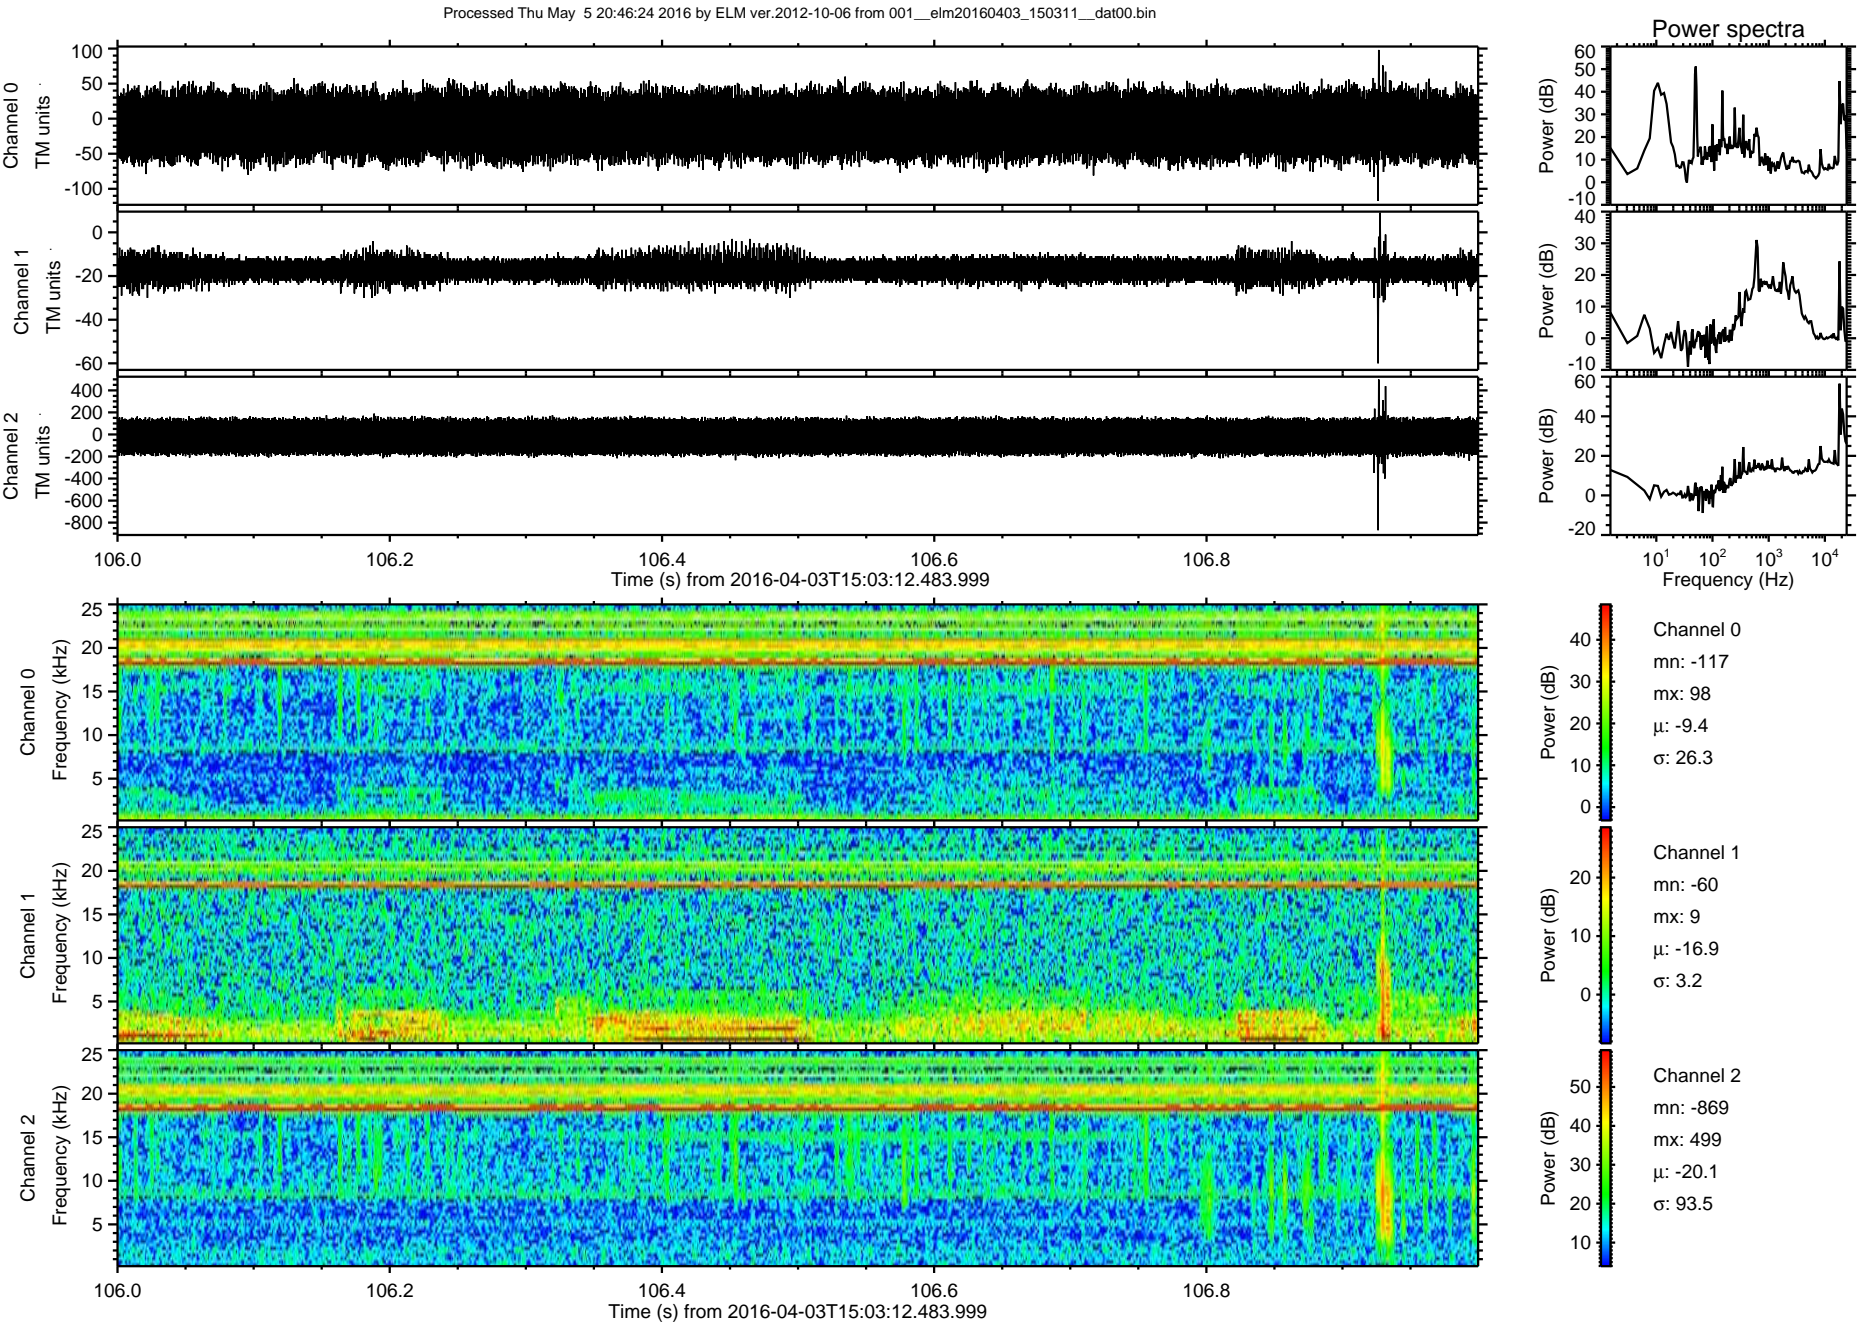 Processed Thu May  5 20:46:24 2016 by ELM ver.2012-10-06 from 001__elm20160403_150311__dat00.bin
Power spectra
Channel 0
TM units
100
50
0
-50
-100
Power (dB)
60
50
40
30
20
10
0
-10
Channel 1
TM units
0
-20
-40
-60
Power (dB)
40
30
20
10
0
-10
Channel 2
TM units
400
200
0
-200
-400
-600
-800
Power (dB)
60
40
20
0
-20
106.0 106.2 106.4 106.6 106.8
Time (s) from 2016-04-03T15:03:12.483.999
10¹ 10² 10³ 10⁴
Frequency (Hz)
Channel 0
Frequency (kHz)
25
20
15
10
5
Power (dB)
40
30
20
10
0
Channel 0
mn: -117
mx: 98
μ: -9.4
σ: 26.3
Channel 1
Frequency (kHz)
25
20
15
10
5
Power (dB)
20
10
0
Channel 1
mn: -60
mx: 9
μ: -16.9
σ: 3.2
Channel 2
Frequency (kHz)
25
20
15
10
5
Power (dB)
50
40
30
20
10
Channel 2
mn: -869
mx: 499
μ: -20.1
σ: 93.5
106.0 106.2 106.4 106.6 106.8
Time (s) from 2016-04-03T15:03:12.483.999